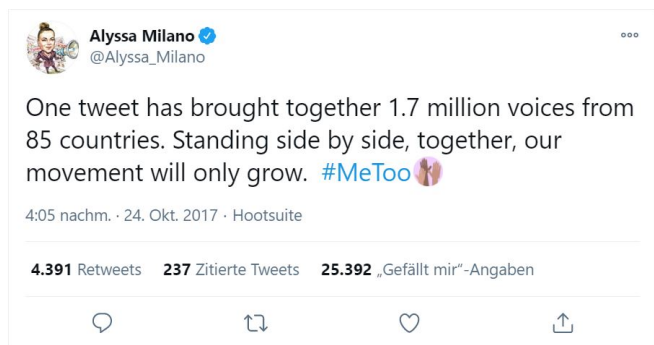 Alyssa Milano
@Alyssa_Milano
One tweet has brought together 1.7 million voices from
85 countries. Standing side by side, together, our
movement will only grow. #MeToo
4:05 nachm. · 24. Okt. 2017 · Hootsuite
4.391 Retweets 237 Zitierte Tweets 25.392 „Gefällt mir“-Angaben